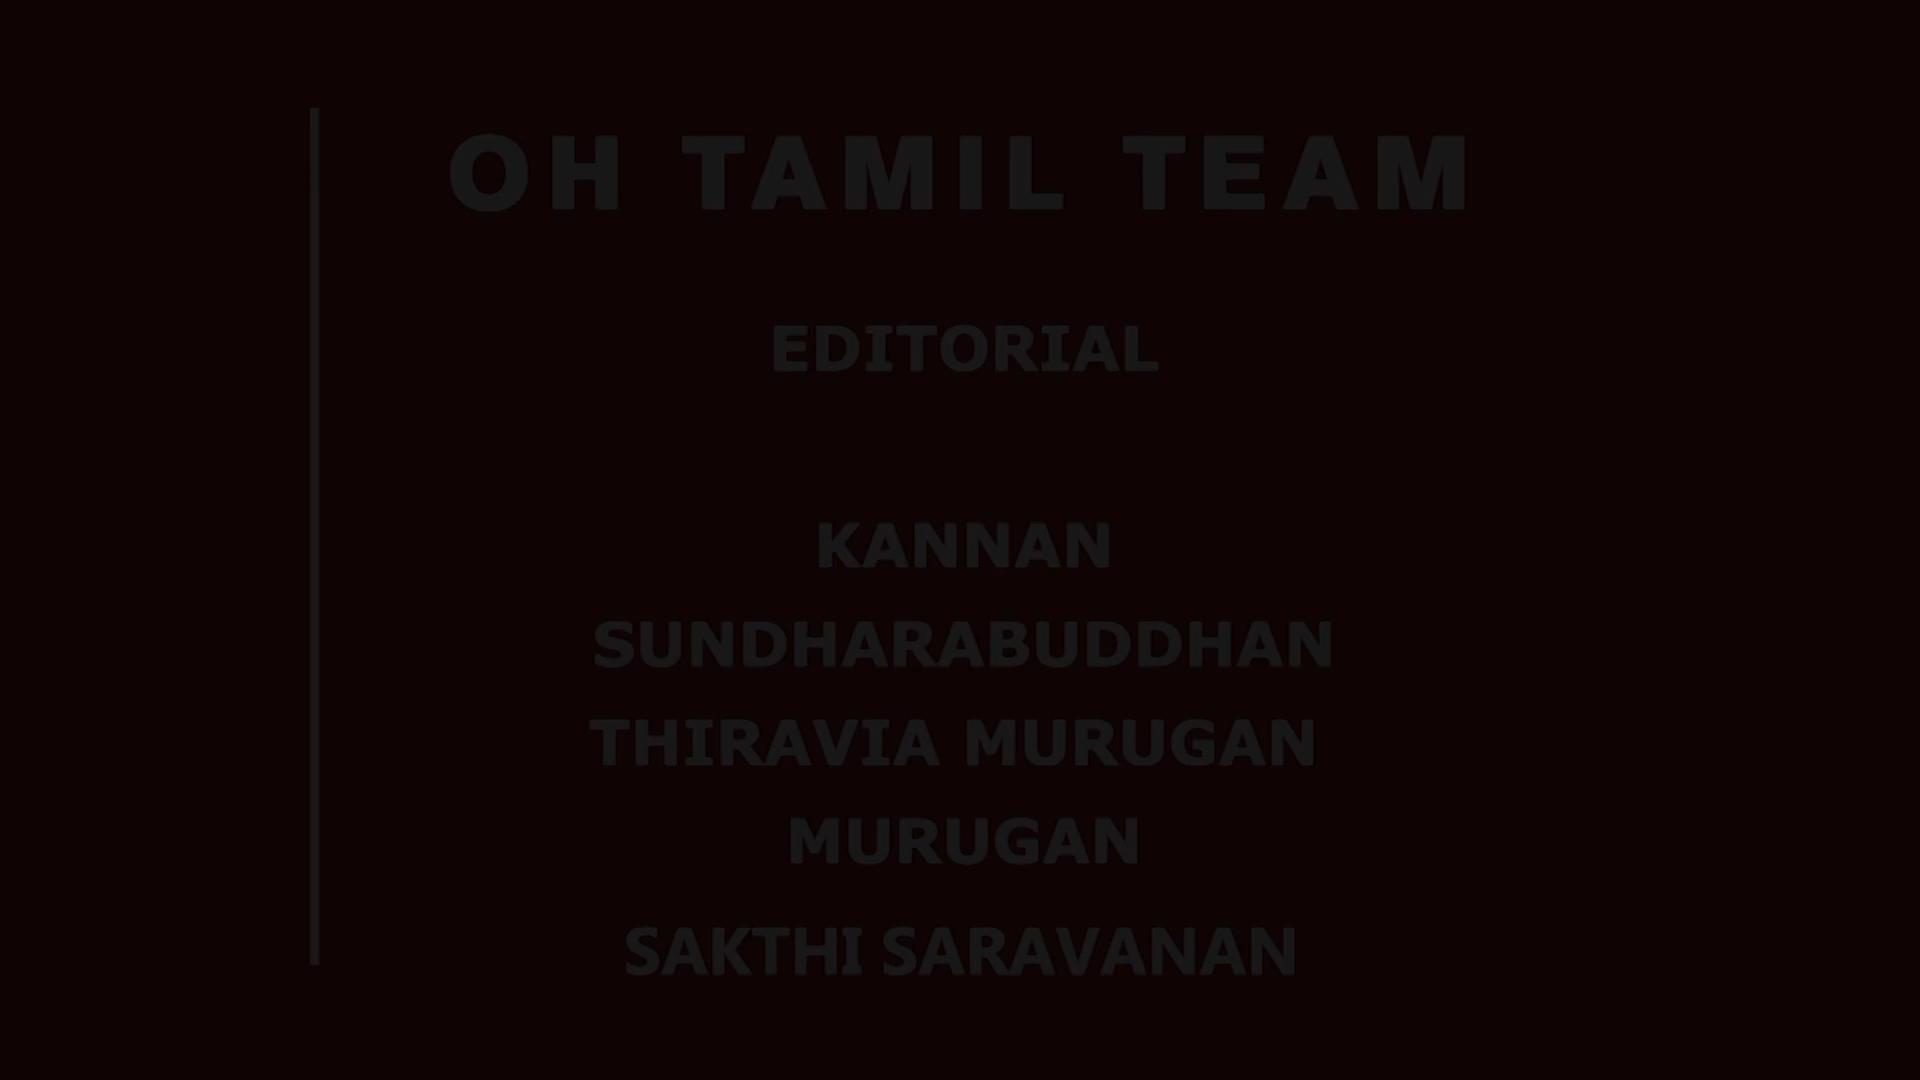 OH TAMIL TEAM
EDITORIAL
KANNAN
SUNDHARABUDDHAN
THIRAVIA MURUGAN
MURUGAN
SAKTHI SARAVANAN